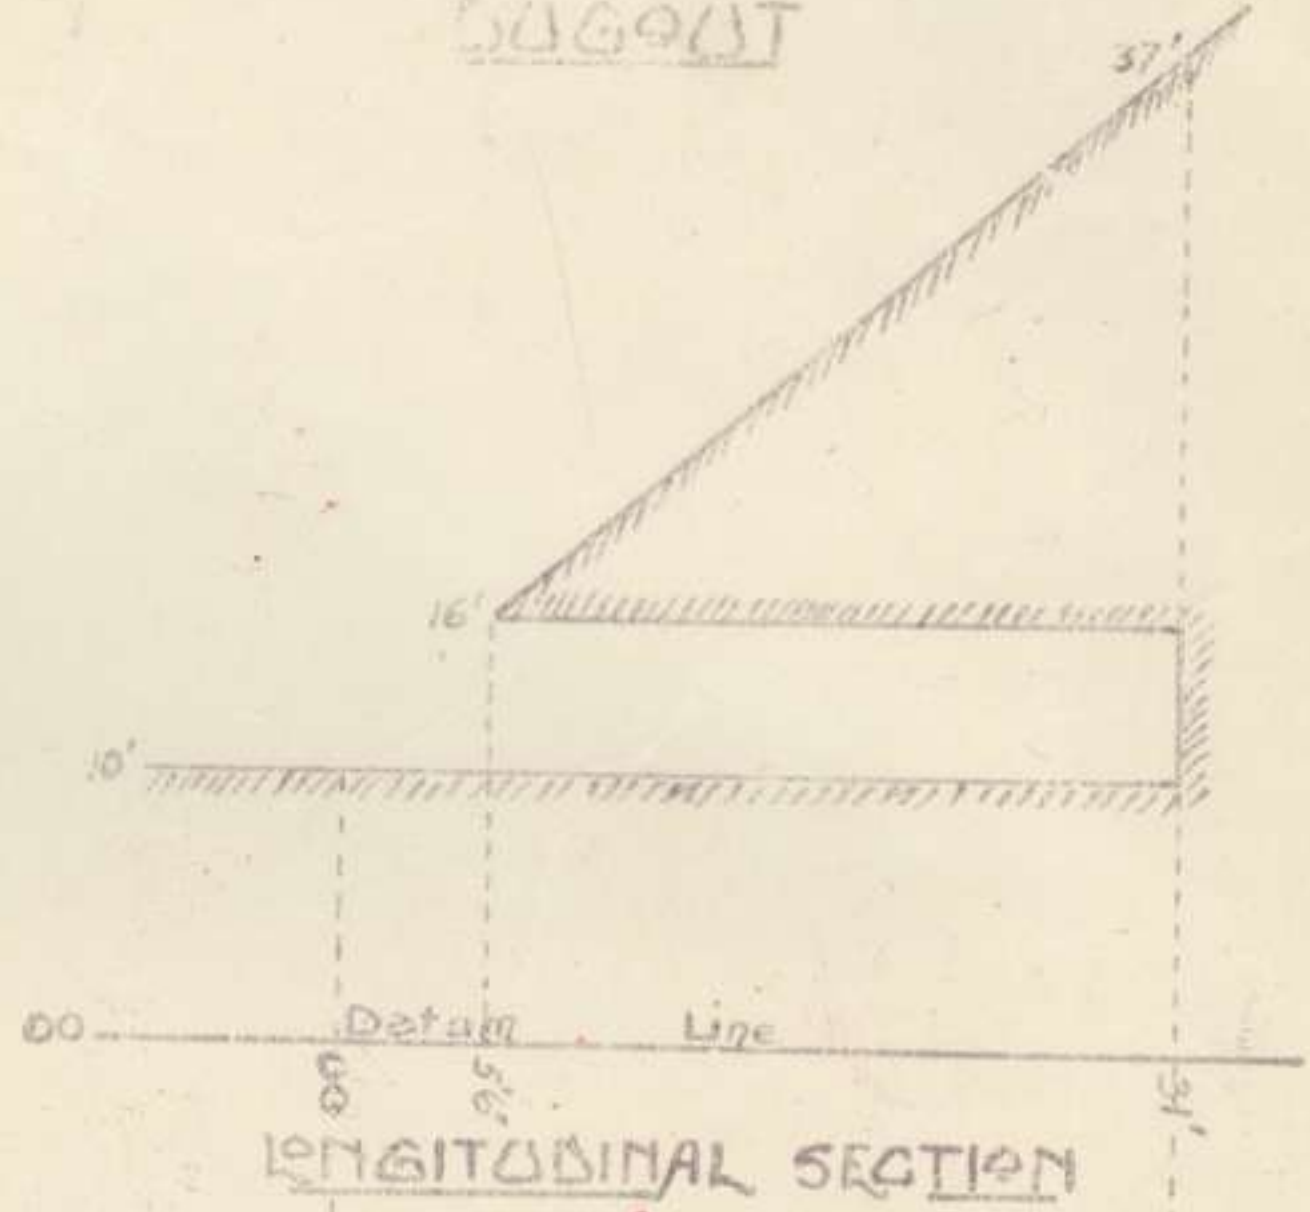 DUGOUT
37'
16'
10'
00 Datum Line
00
5'6"
31'
LONGITUDINAL SECTION